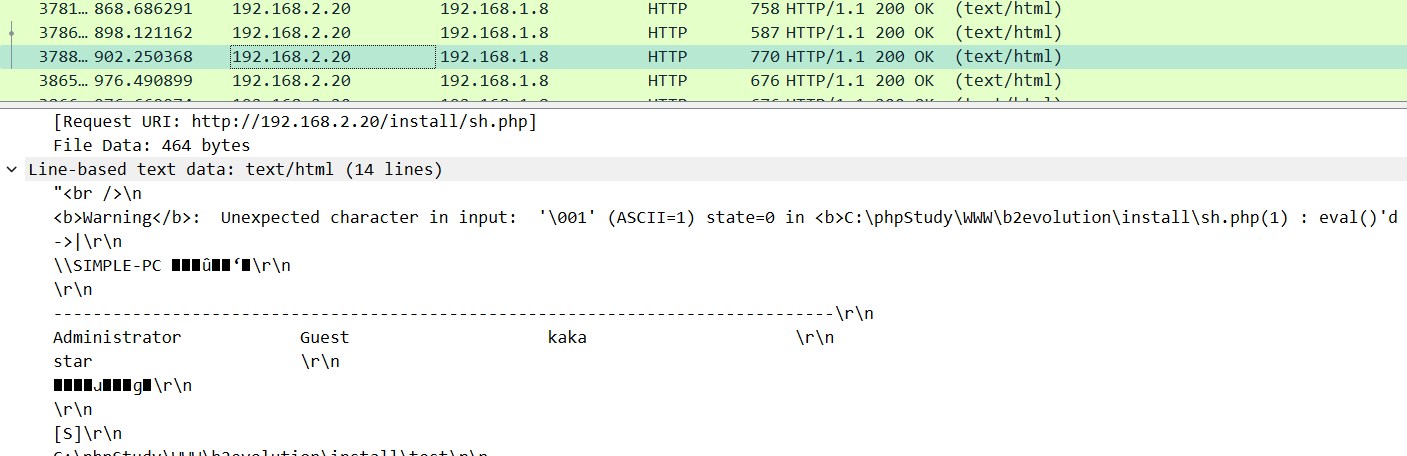 3781… 868.686291 192.168.2.20 192.168.1.8 HTTP 758 HTTP/1.1 200 OK (text/html)
3786… 898.121162 192.168.2.20 192.168.1.8 HTTP 587 HTTP/1.1 200 OK (text/html)
3788… 902.250368 192.168.2.20 192.168.1.8 HTTP 770 HTTP/1.1 200 OK (text/html)
3865… 976.490899 192.168.2.20 192.168.1.8 HTTP 676 HTTP/1.1 200 OK (text/html)
[Request URI: http://192.168.2.20/install/sh.php]
File Data: 464 bytes
Line-based text data: text/html (14 lines)
"<br />\n
<b>Warning</b>:  Unexpected character in input:  '\001' (ASCII=1) state=0 in <b>C:\phpStudy\WWW\b2evolution\install\sh.php(1) : eval()'d
->|\r\n
\\SIMPLE-PC ■■■û■■‘■\r\n
\r\n
-------------------------------------------------------------------------------\r\n
Administrator            Guest                    kaka                     \r\n
star                     \r\n
■■■■ɹ■■■g■\r\n
\r\n
[S]\r\n
C:\phpStudy\WWW\b2evolution\install\test\r\n